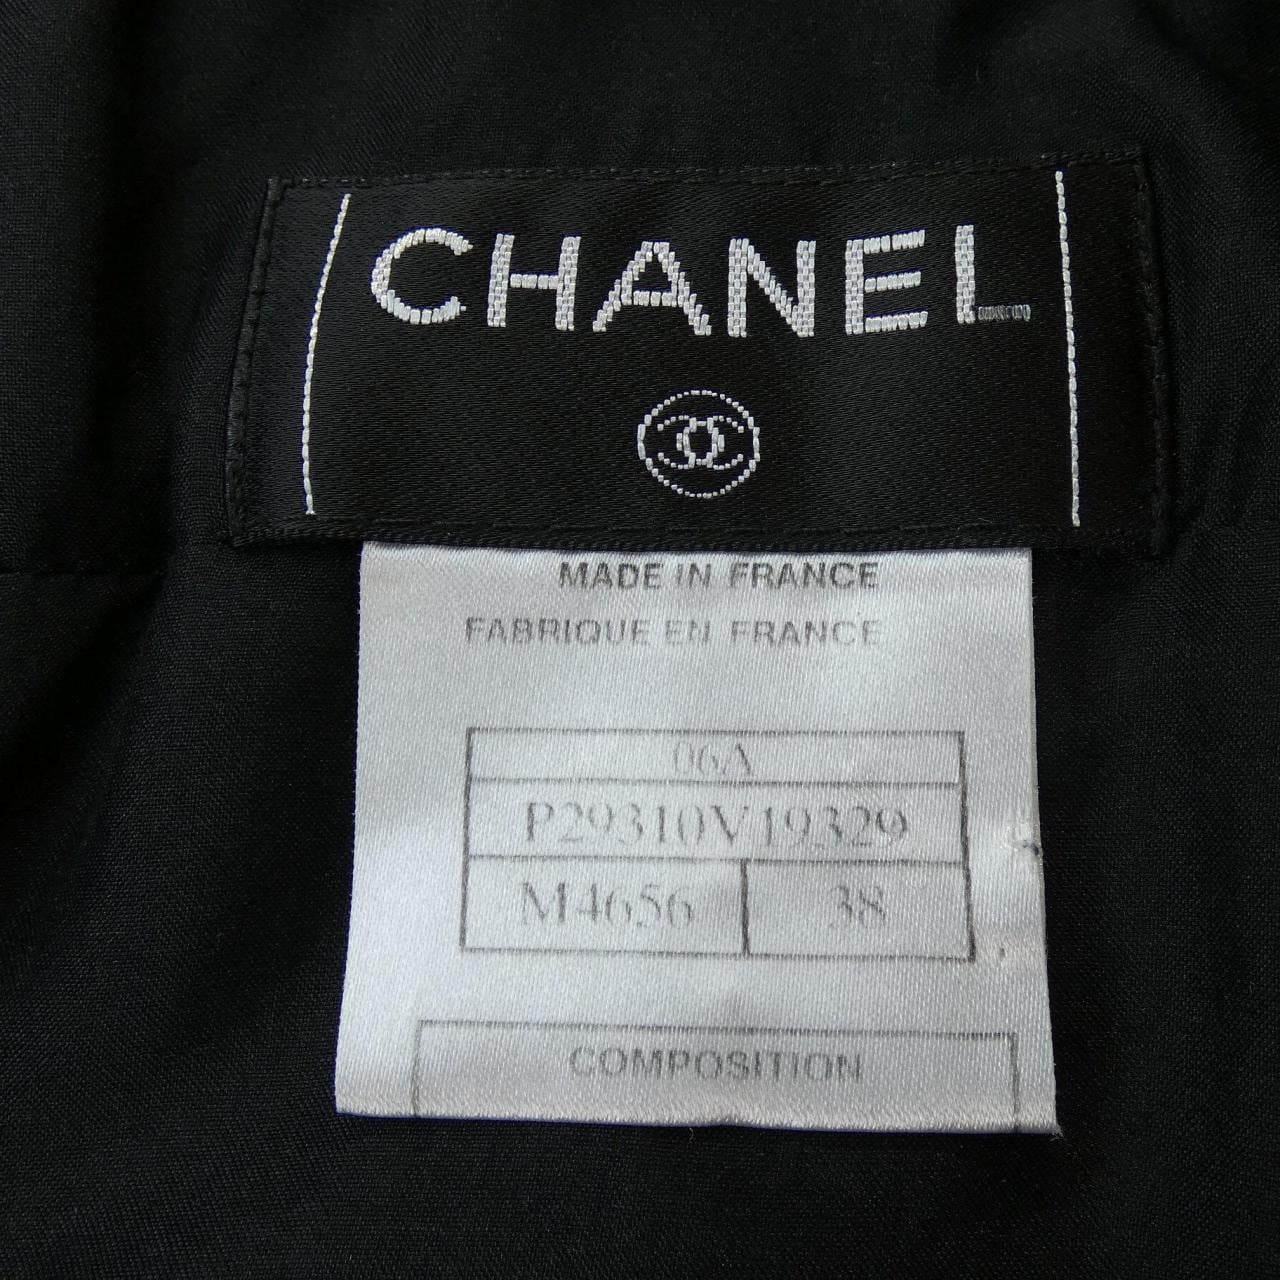 CHANEL
MADE IN FRANCE
FABRIQUE EN FRANCE
06A
P29310V19329
M4656 38
COMPOSITION